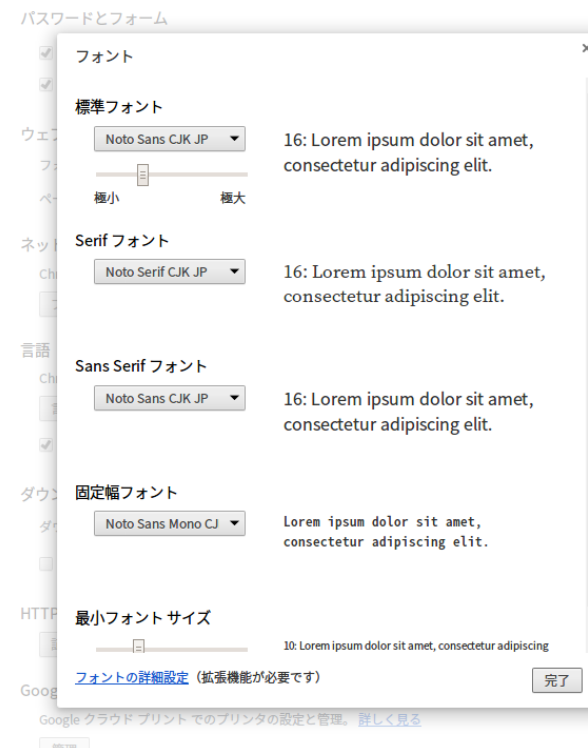 パスワードとフォーム
フォント
標準フォント
Noto Sans CJK JP
極小 極大
16: Lorem ipsum dolor sit amet,
consectetur adipiscing elit.
Serif フォント
Noto Serif CJK JP
16: Lorem ipsum dolor sit amet,
consectetur adipiscing elit.
Sans Serif フォント
Noto Sans CJK JP
16: Lorem ipsum dolor sit amet,
consectetur adipiscing elit.
固定幅フォント
Noto Sans Mono CJ
Lorem ipsum dolor sit amet,
consectetur adipiscing elit.
最小フォント サイズ
10: Lorem ipsum dolor sit amet, consectetur adipiscing
フォントの詳細設定（拡張機能が必要です）
完了
ウェブ
ネット
Ch
言語
Ch
ダウン
ダウ
HTTP
Goog
Google クラウド プリント でのプリンタの設定と管理。 詳しく見る
管理